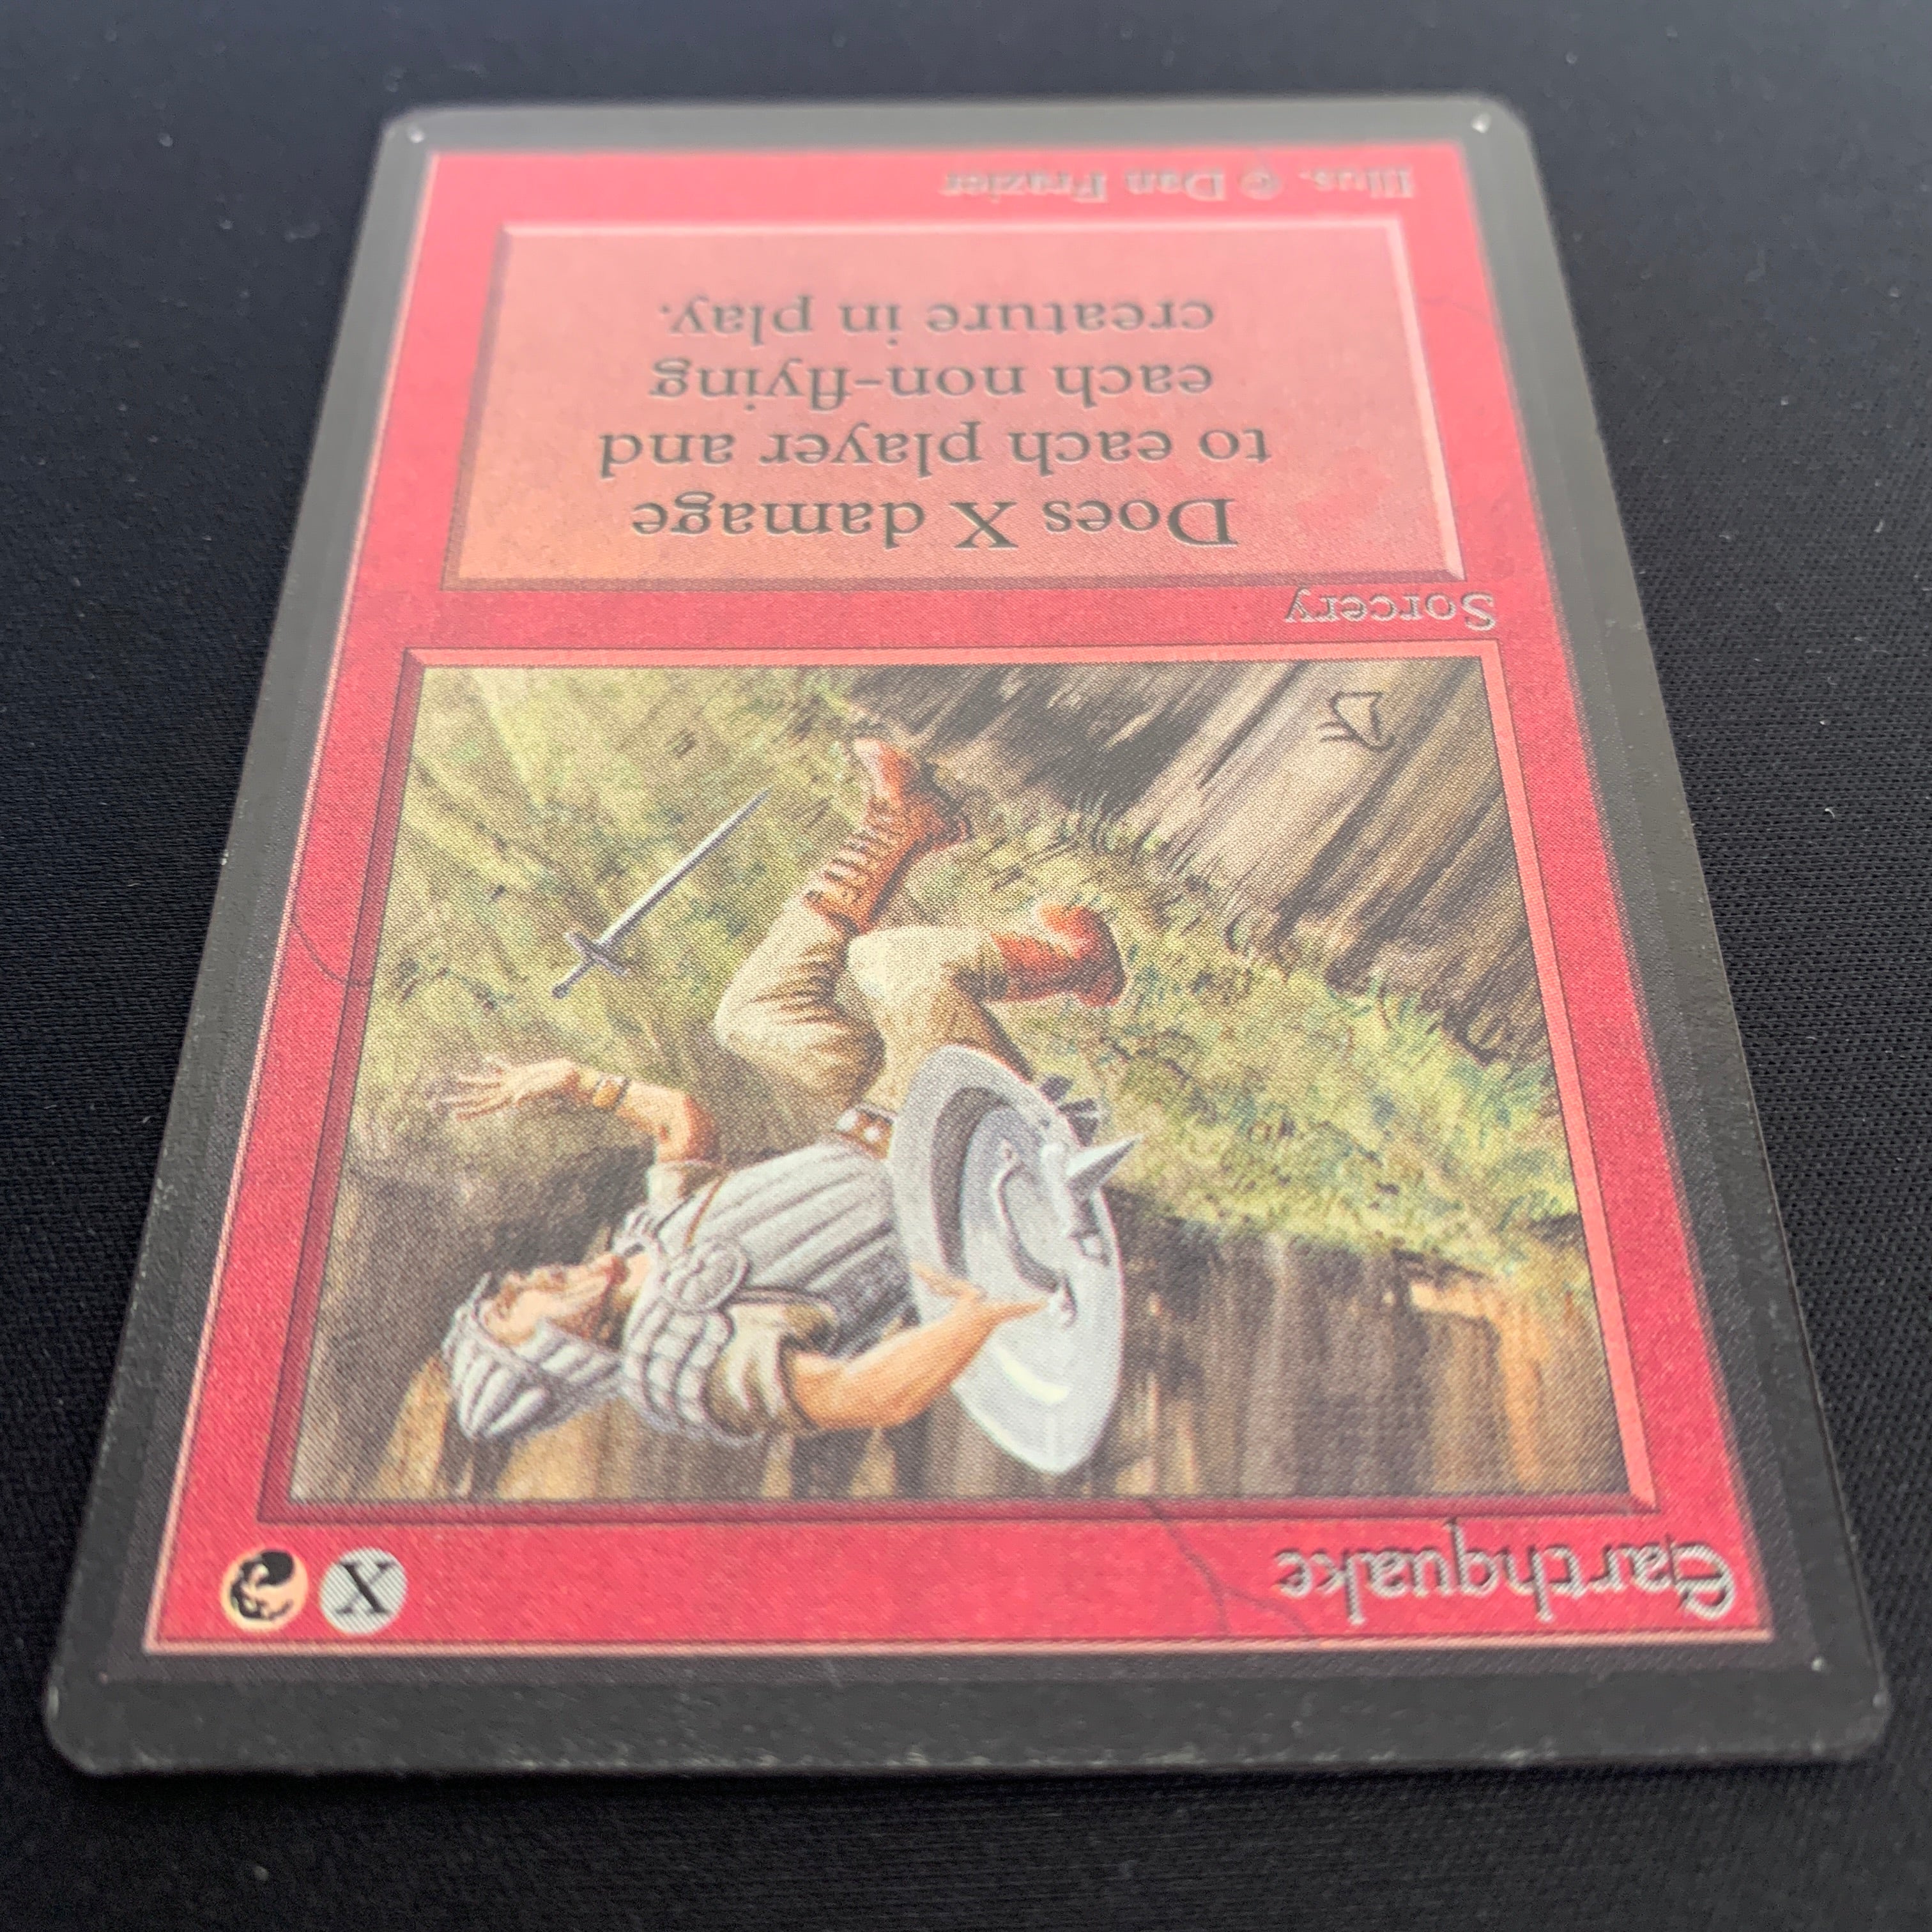 Earthquake X
Sorcery
Does X damage
to each player and
each non-flying
creature in play.
Illus. © Dan Frazier